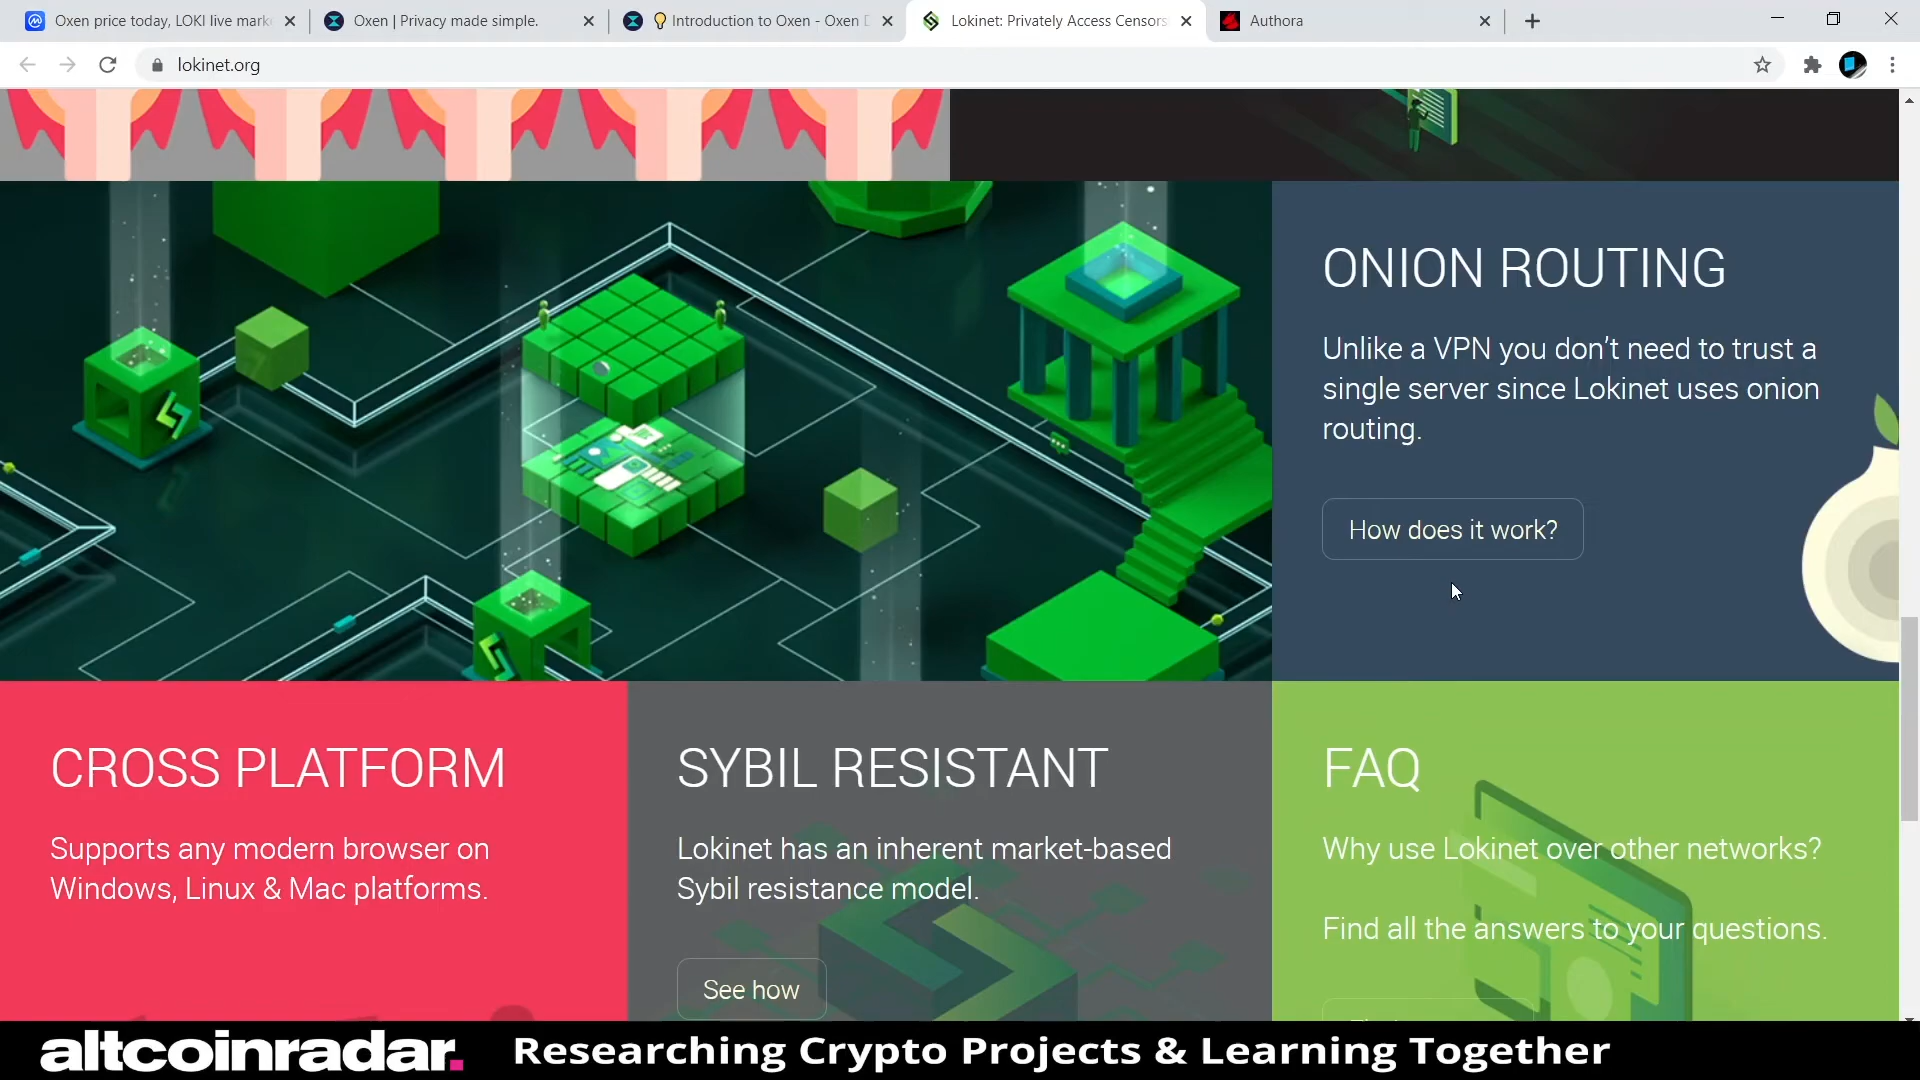 Oxen price today, LOKI live mark
Oxen | Privacy made simple.
Introduction to Oxen - Oxen D
Lokinet: Privately Access Censors
Authora
lokinet.org
ONION ROUTING
Unlike a VPN you don't need to trust a
single server since Lokinet uses onion
routing.
How does it work?
CROSS PLATFORM
Supports any modern browser on
Windows, Linux & Mac platforms.
SYBIL RESISTANT
Lokinet has an inherent market-based
Sybil resistance model.
See how
FAQ
Why use Lokinet over other networks?
Find all the answers to your questions.
altcoinradar.
Researching Crypto Projects & Learning Together